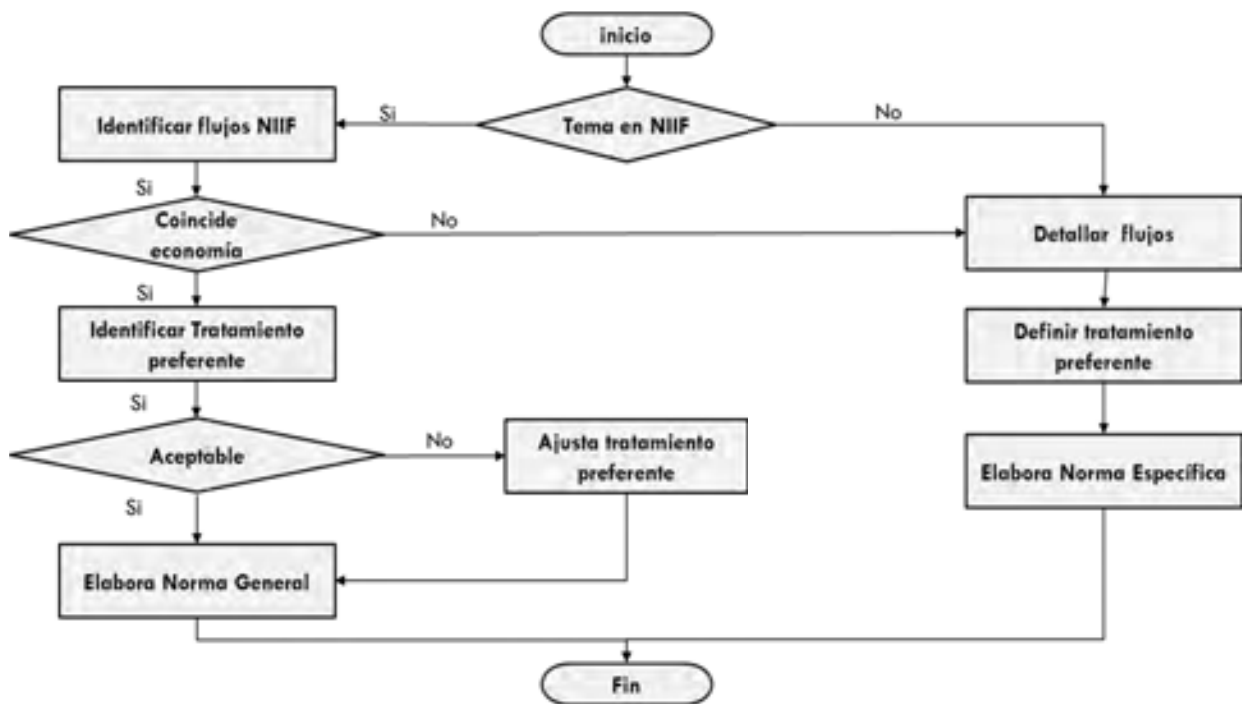 inicio
Si
Tema en NIIF
No
Identificar flujos NIIF
Si
Coincide
economía
No
Detallar flujos
Si
Identificar Tratamiento
preferente
Definir tratamiento
preferente
Si
Aceptable
No
Ajusta tratamiento
preferente
Elabora Norma Específica
Si
Elabora Norma General
Fin